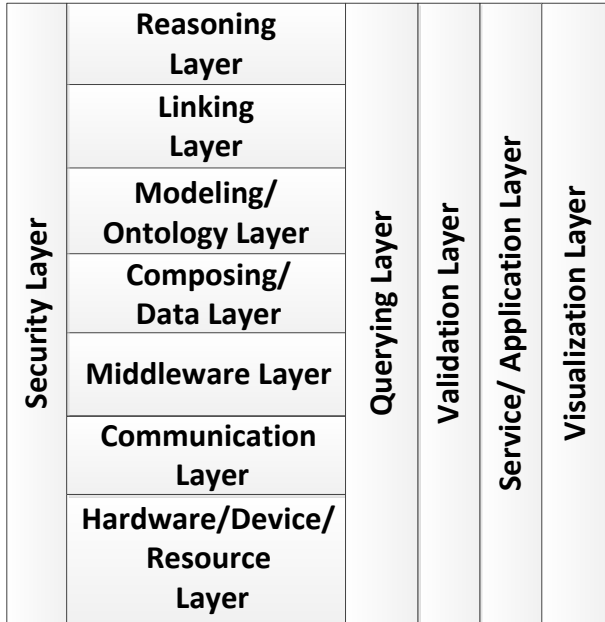 Security Layer
Reasoning
Layer
Linking
Layer
Modeling/
Ontology Layer
Composing/
Data Layer
Middleware Layer
Communication
Layer
Hardware/Device/
Resource
Layer
Querying Layer
Validation Layer
Service/ Application Layer
Visualization Layer